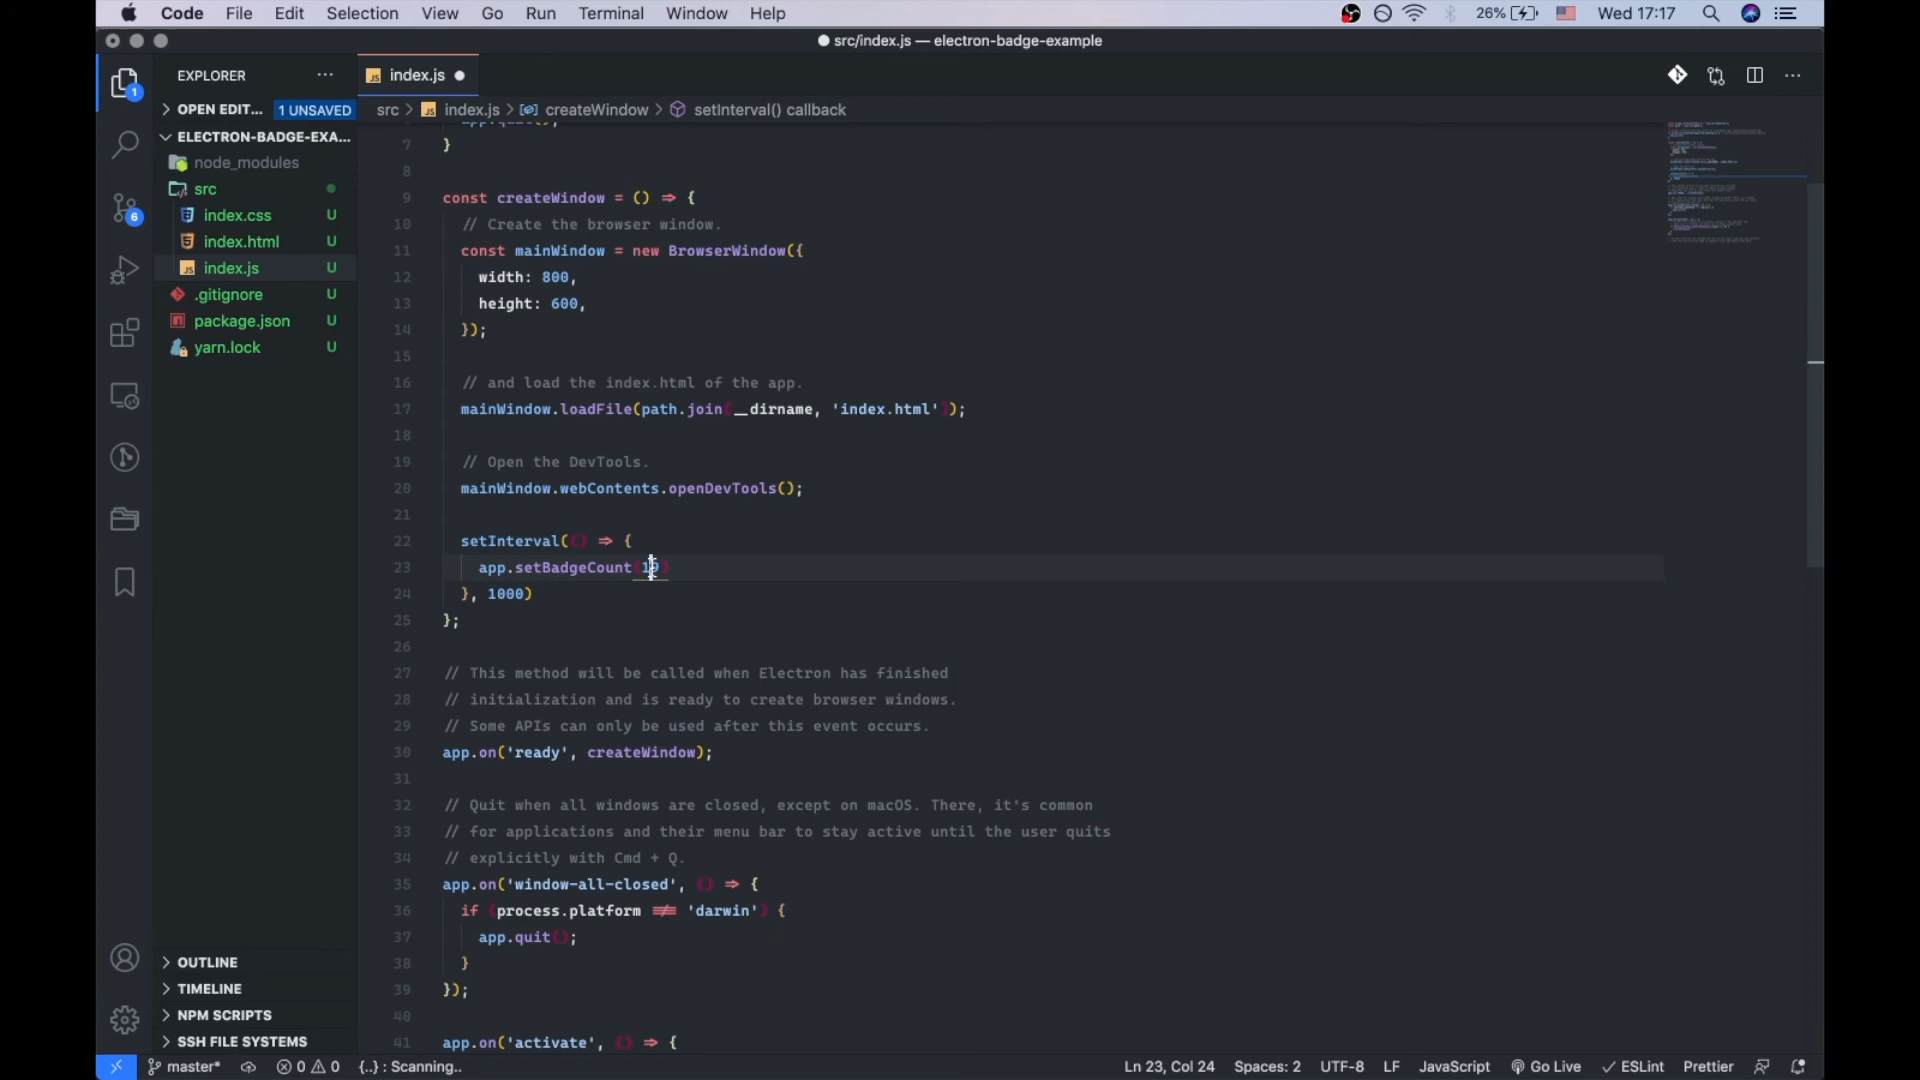 Code File Edit Selection View Go Run Terminal Window Help 26% Wed 17:17
src/index.js — electron-badge-example
EXPLORER ···
OPEN EDIT... 1 UNSAVED
ELECTRON-BADGE-EXA...
node_modules
src
index.css U
index.html U
index.js U
.gitignore U
package.json U
yarn.lock U
OUTLINE
TIMELINE
NPM SCRIPTS
SSH FILE SYSTEMS
1
6
JS index.js
src > JS index.js > createWindow > setInterval() callback
7 }
8
9 const createWindow = () => {
10 // Create the browser window.
11 const mainWindow = new BrowserWindow({
12 width: 800,
13 height: 600,
14 });
15
16 // and load the index.html of the app.
17 mainWindow.loadFile(path.join(__dirname, 'index.html'));
18
19 // Open the DevTools.
20 mainWindow.webContents.openDevTools();
21
22 setInterval(() => {
23 app.setBadgeCount(10)
24 }, 1000)
25 };
26
27 // This method will be called when Electron has finished
28 // initialization and is ready to create browser windows.
29 // Some APIs can only be used after this event occurs.
30 app.on('ready', createWindow);
31
32 // Quit when all windows are closed, except on macOS. There, it's common
33 // for applications and their menu bar to stay active until the user quits
34 // explicitly with Cmd + Q.
35 app.on('window-all-closed', () => {
36 if (process.platform !== 'darwin') {
37 app.quit();
38 }
39 });
40
41 app.on('activate', () => {
master* 0 0 {..} : Scanning.. Ln 23, Col 24 Spaces: 2 UTF-8 LF JavaScript Go Live ESLint Prettier